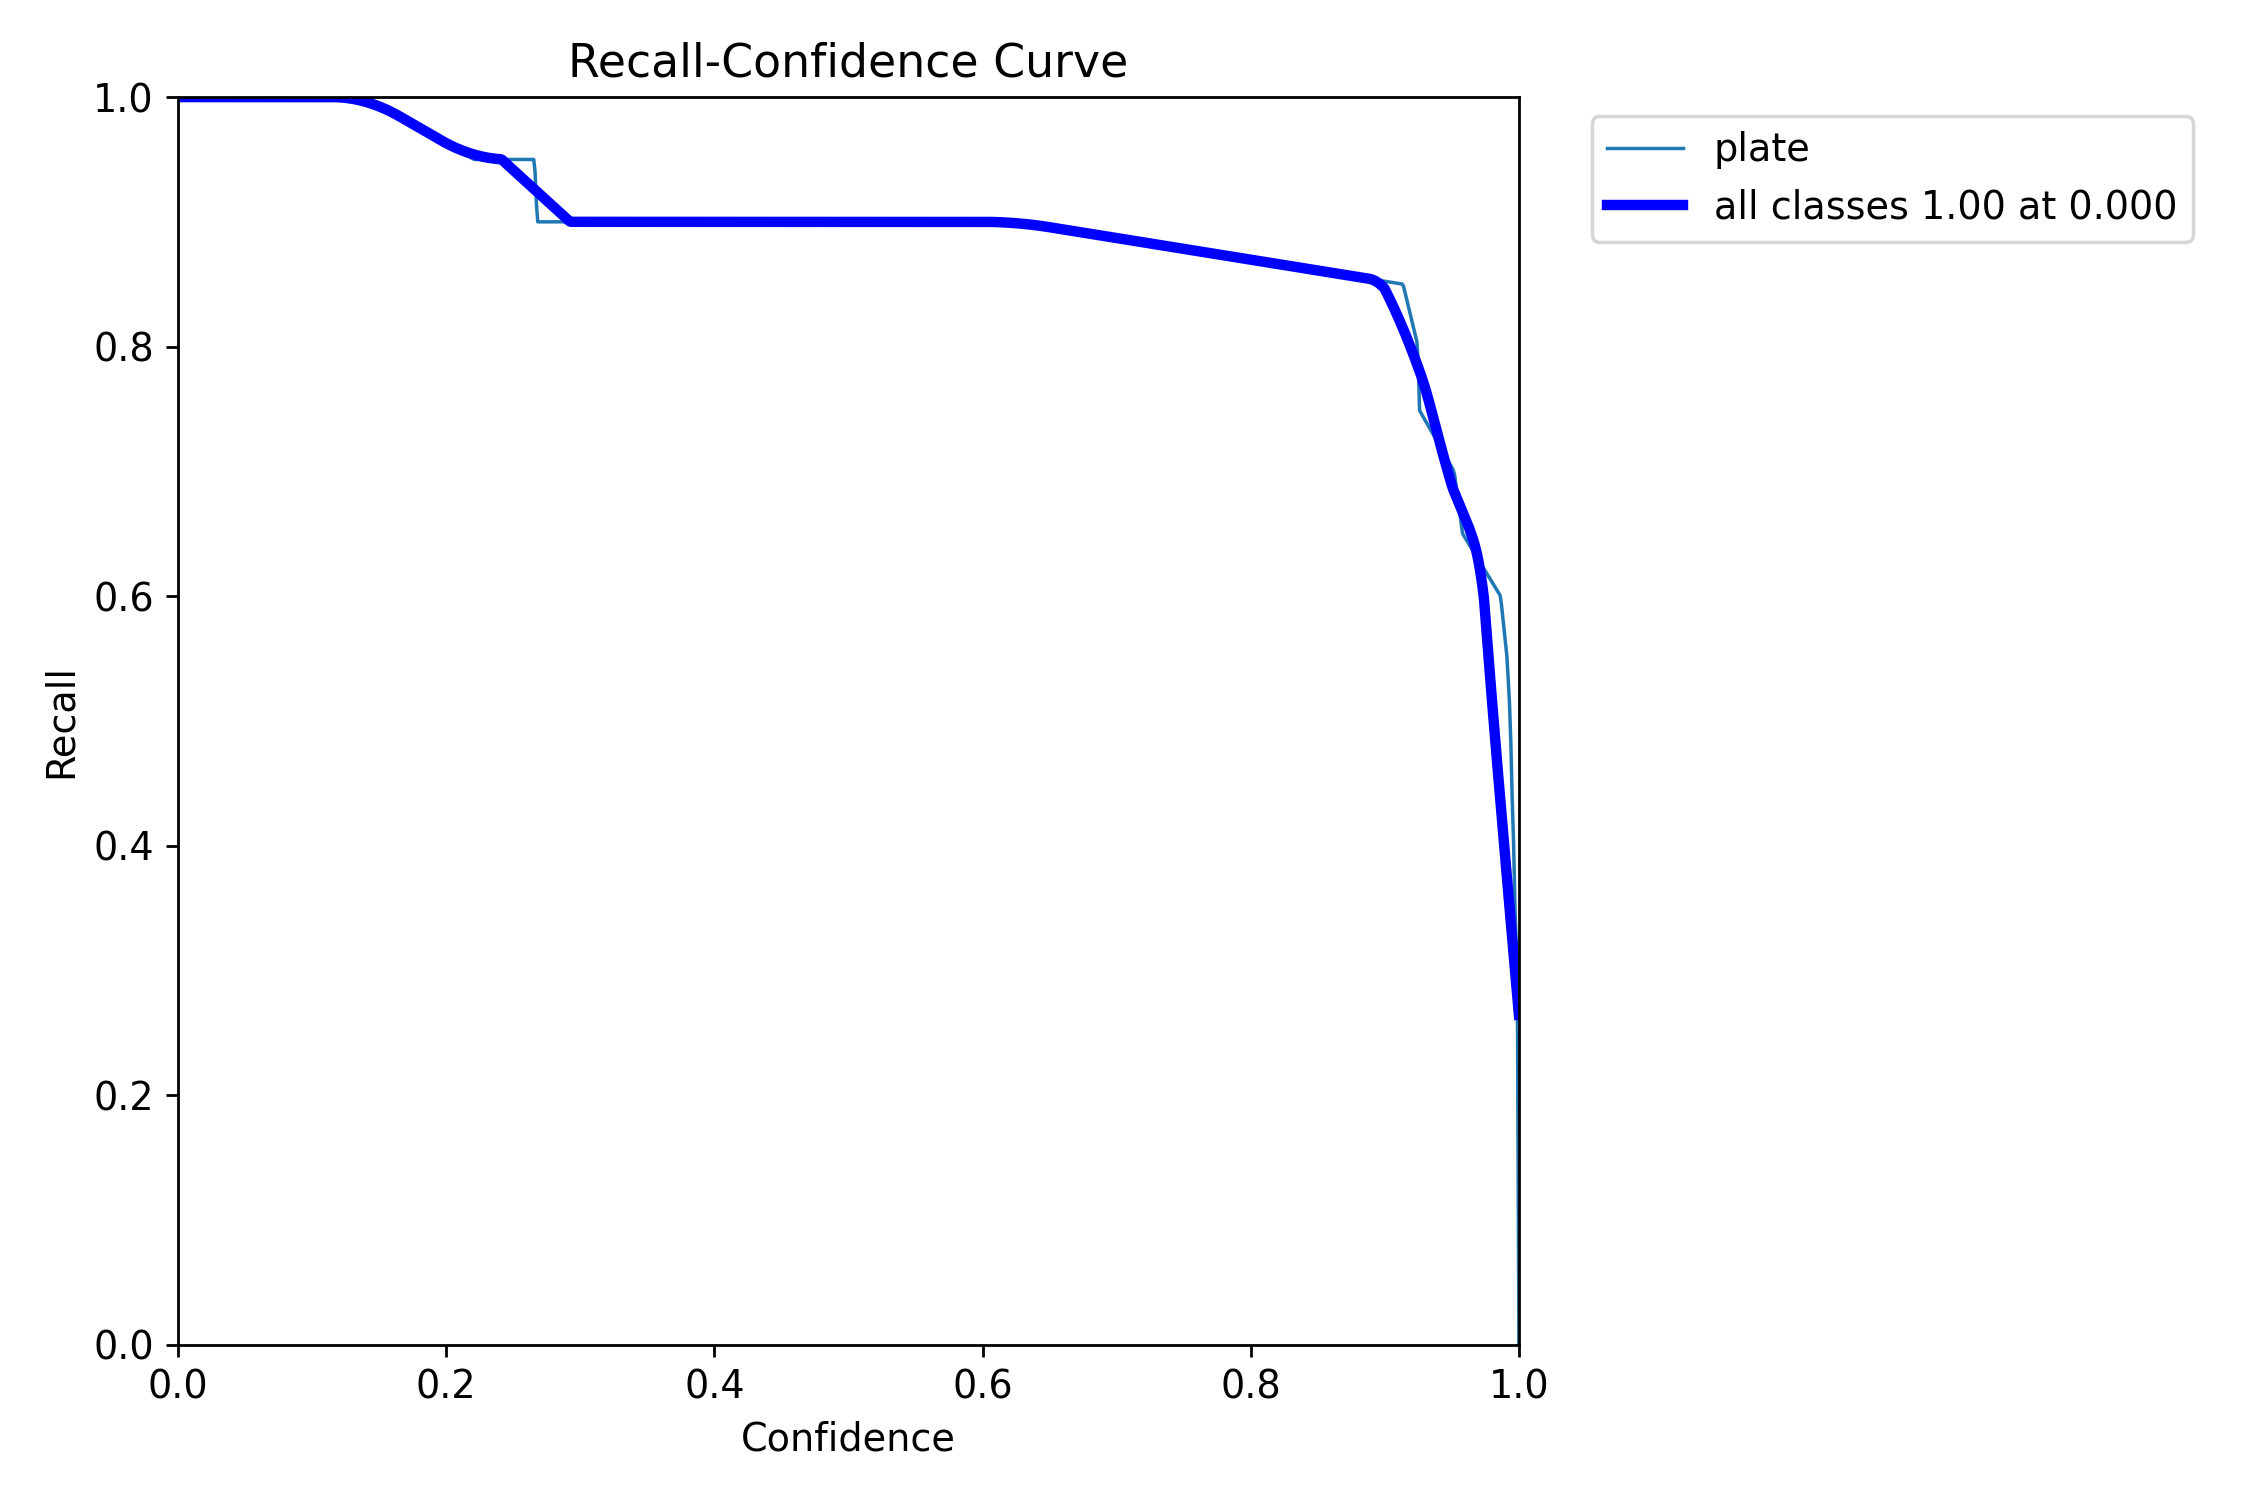 Recall-Confidence Curve
1.0
0.8
0.6
0.4
0.2
0.0
Recall
0.0 0.2 0.4 0.6 0.8 1.0
Confidence
plate
all classes 1.00 at 0.000